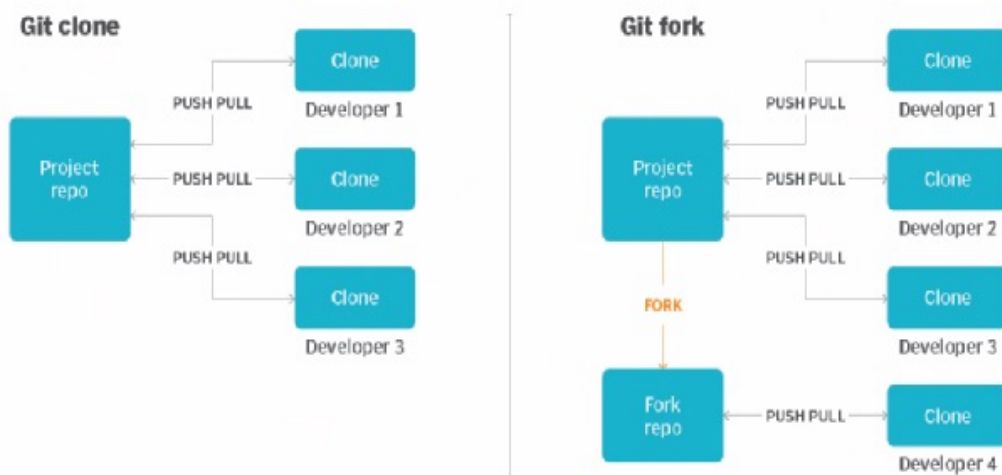 Git clone
Clone
Developer 1
PUSH PULL
Project
repo
PUSH PULL
Clone
Developer 2
PUSH PULL
Clone
Developer 3
Git fork
Clone
Developer 1
PUSH PULL
Project
repo
PUSH PULL
Clone
Developer 2
PUSH PULL
Clone
Developer 3
FORK
Fork
repo
PUSH PULL
Clone
Developer 4